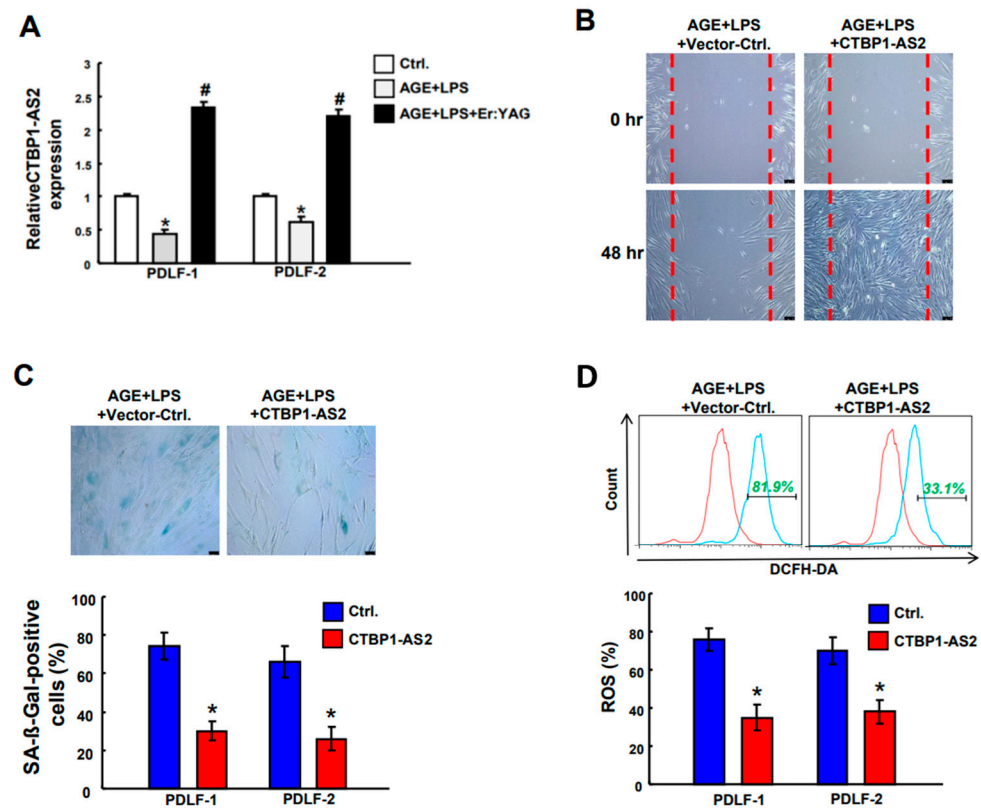 A
3
2.5
2
1
0.5
0
RelativeCTBP1-AS2
expression
Ctrl.
AGE+LPS
AGE+LPS+Er:YAG
*
#
*
#
PDLF-1
PDLF-2
B
AGE+LPS
+Vector-Ctrl.
AGE+LPS
+CTBP1-AS2
0 hr
48 hr
C
AGE+LPS
+Vector-Ctrl.
AGE+LPS
+CTBP1-AS2
SA-ß-Gal-positive
cells (%)
100
80
60
40
20
Ctrl.
CTBP1-AS2
*
*
PDLF-1
PDLF-2
D
AGE+LPS
+Vector-Ctrl.
AGE+LPS
+CTBP1-AS2
Count
81.9%
33.1%
DCFH-DA
ROS (%)
100
80
60
40
20
0
Ctrl.
CTBP1-AS2
*
*
PDLF-1
PDLF-2